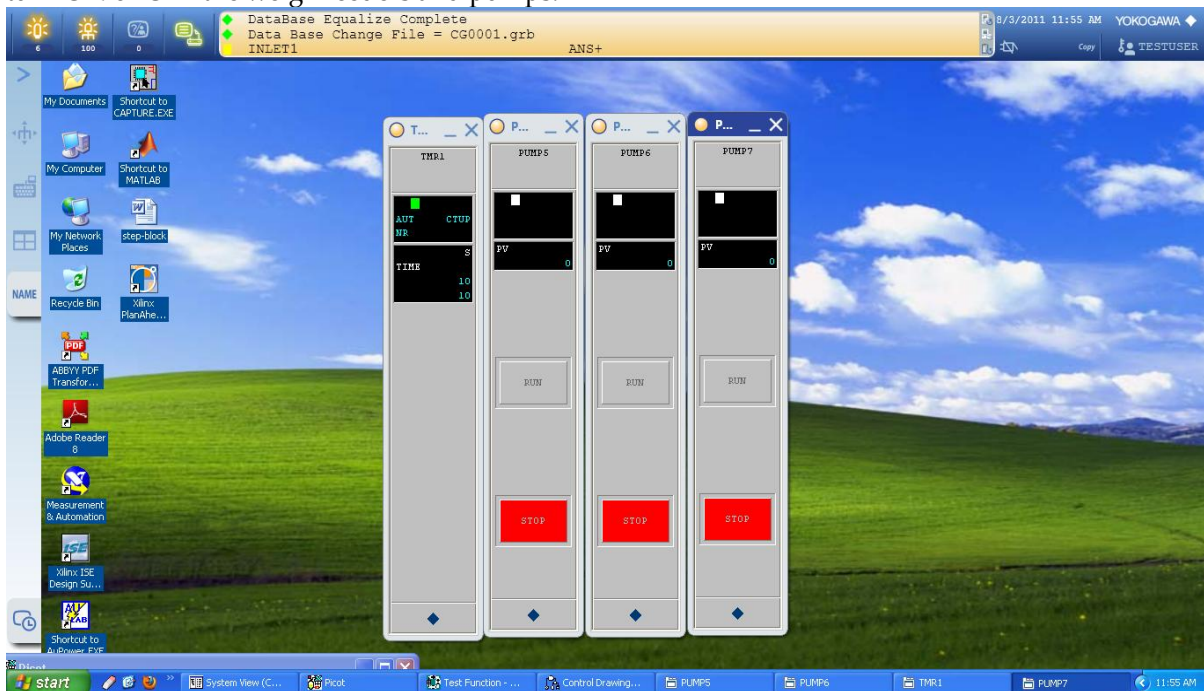 DataBase Equalize Complete
Data Base Change File = CG0001.grb
INLET1 ANS+
6
100
0
8/3/2011 11:55 AM
YOKOGAWA
Copy
TESTUSER
NAME
My Documents
Shortcut to
CAPTURE.EXE
My Computer
Shortcut to
MATLAB
My Network
Places
step-block
Recycle Bin
Xilinx
PlanAhe...
ABBYY PDF
Transfor...
Adobe Reader
8
Measurement
& Automation
Xilinx ISE
Design Su...
Shortcut to
AuPower.EXE
T...
TMR1
AUT CTUP
NR
S
TIME
10
10
P...
PUMP5
PV
0
RUN
STOP
P...
PUMP6
PV
0
RUN
STOP
P...
PUMP7
PV
0
RUN
STOP
Picot
start
System View (C...
Picot
Test Function - ...
Control Drawing...
PUMP5
PUMP6
TMR1
PUMP7
11:55 AM